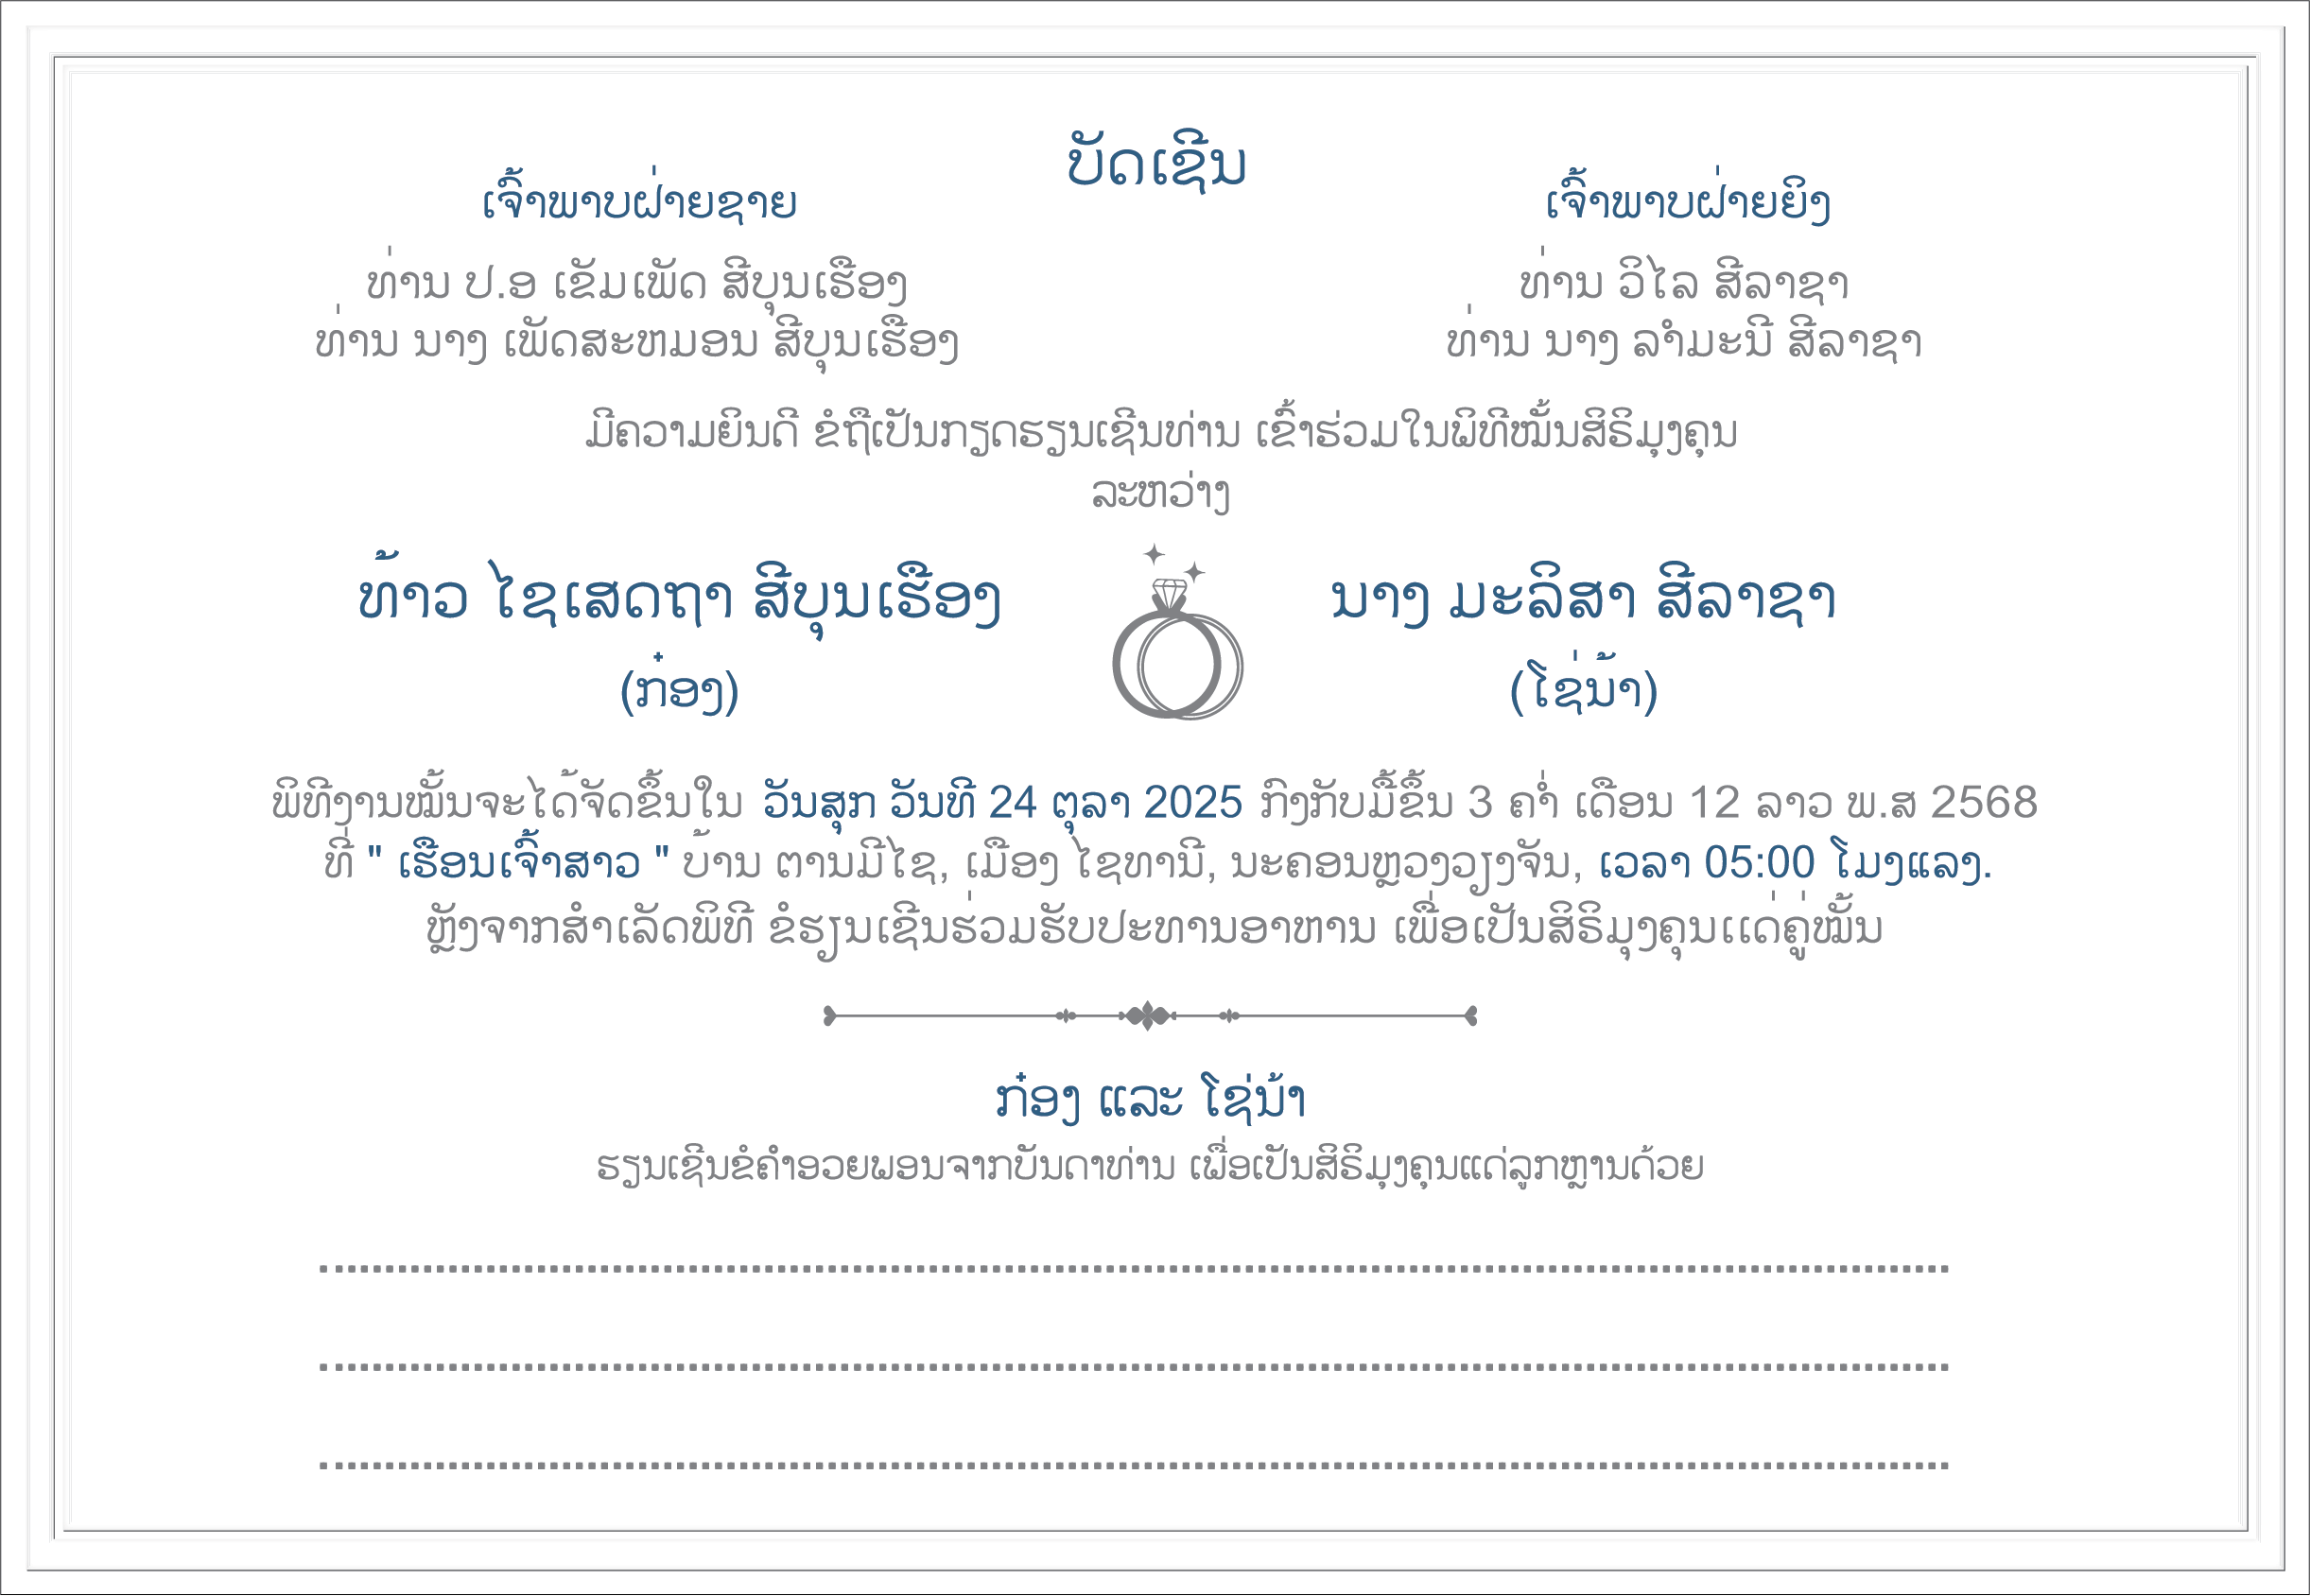 ບັດເຊີນ
ເຈົ້າພາບຝ່າຍຊາຍ
ທ່ານ ປ.ອ ເຂັມເພັດ ສີບຸນເຮືອງ
ທ່ານ ນາງ ເພັດສະຫມອນ ສີບຸນເຮືອງ
ເຈົ້າພາບຝ່າຍຍິງ
ທ່ານ ວິໄລ ສີລາຊາ
ທ່ານ ນາງ ລຳມະນີ ສີລາຊາ
ມີຄວາມຍິນດີ ຂໍຖືເປັນກຽດຮຽນເຊີນທ່ານ ເຂົ້າຮ່ວມໃນພິທີໝັ້ນສິຣິມຸງຄຸນ
ລະຫວ່າງ
ທ້າວ ໄຊເສດຖາ ສີບຸນເຮືອງ
(ກ໋ອງ)
ນາງ ມະລິສາ ສີລາຊາ
(ໂຊ່ນ້າ)
ພິທີງານໝັ້ນຈະໄດ້ຈັດຂຶ້ນໃນ ວັນສຸກ ວັນທີ 24 ຕຸລາ 2025 ກົງກັບມື້ຂຶ້ນ 3 ຄ່ຳ ເດືອນ 12 ລາວ ພ.ສ 2568
ທີ່ " ເຮືອນເຈົ້າສາວ " ບ້ານ ຕານມີໄຊ, ເມືອງ ໄຊທານີ, ນະຄອນຫຼວງວຽງຈັນ, ເວລາ 05:00 ໂມງແລງ.
ຫຼັງຈາກສຳເລັດພິທີ ຂໍຮຽນເຊີນຮ່ວມຮັບປະທານອາຫານ ເພື່ອເປັນສິຣິມຸງຄຸນແດ່ຄູ່ໝັ້ນ
ກ໋ອງ ແລະ ໂຊ່ນ້າ
ຮຽນເຊີນຂໍຄຳອວຍພອນຈາກບັນດາທ່ານ ເພື່ອເປັນສິຣິມຸງຄຸນແດ່ລູກຫຼານດ້ວຍ